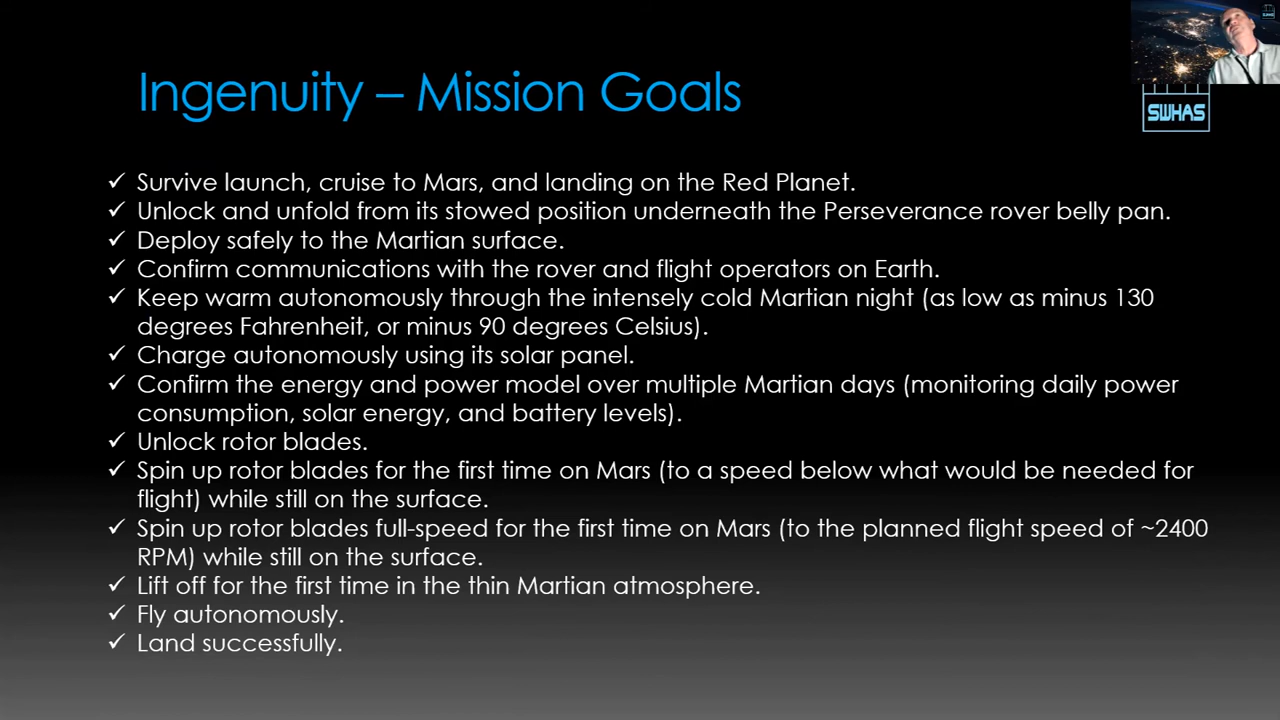 Ingenuity – Mission Goals
SWHAS
✓ Survive launch, cruise to Mars, and landing on the Red Planet.
✓ Unlock and unfold from its stowed position underneath the Perseverance rover belly pan.
✓ Deploy safely to the Martian surface.
✓ Confirm communications with the rover and flight operators on Earth.
✓ Keep warm autonomously through the intensely cold Martian night (as low as minus 130
degrees Fahrenheit, or minus 90 degrees Celsius).
✓ Charge autonomously using its solar panel.
✓ Confirm the energy and power model over multiple Martian days (monitoring daily power
consumption, solar energy, and battery levels).
✓ Unlock rotor blades.
✓ Spin up rotor blades for the first time on Mars (to a speed below what would be needed for
flight) while still on the surface.
✓ Spin up rotor blades full-speed for the first time on Mars (to the planned flight speed of ~2400
RPM) while still on the surface.
✓ Lift off for the first time in the thin Martian atmosphere.
✓ Fly autonomously.
✓ Land successfully.